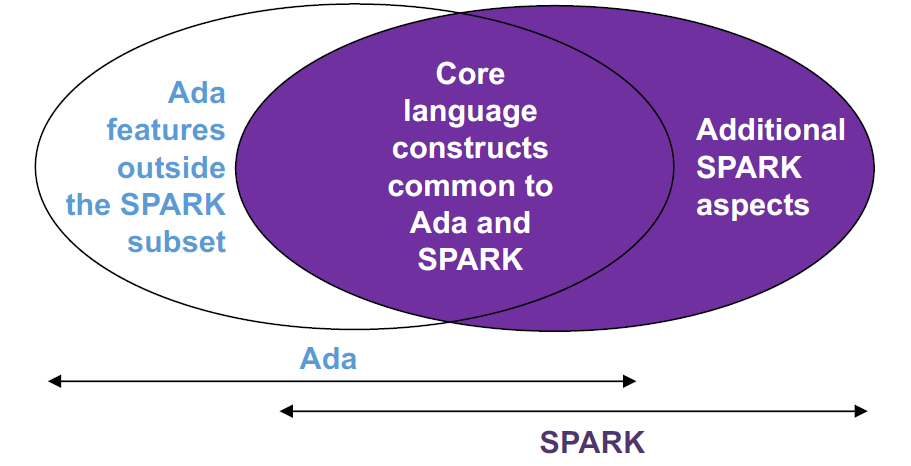 Ada
features
outside
the SPARK
subset
Core
language
constructs
common to
Ada and
SPARK
Additional
SPARK
aspects
Ada
SPARK